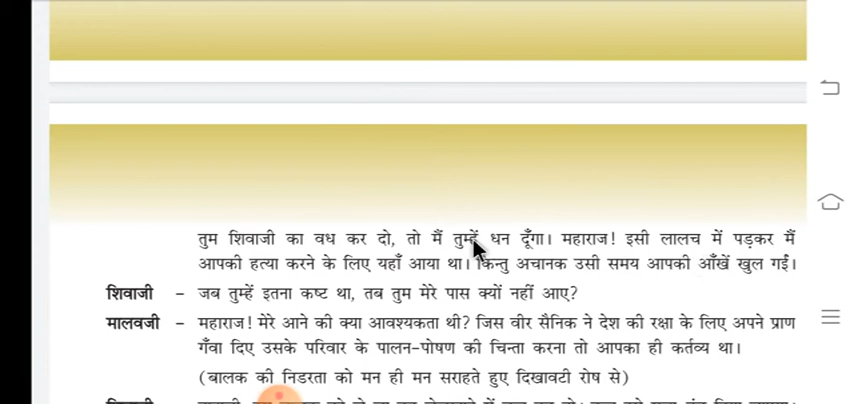 तुम शिवाजी का वध कर दो, तो मैं तुम्हें धन दूँगा। महाराज! इसी लालच में पड़कर मैं
आपकी हत्या करने के लिए यहाँ आया था। किन्तु अचानक उसी समय आपकी आँखें खुल गईं।
शिवाजी – जब तुम्हें इतना कष्ट था, तब तुम मेरे पास क्यों नहीं आए?
मालवजी – महाराज! मेरे आने की क्या आवश्यकता थी? जिस वीर सैनिक ने देश की रक्षा के लिए अपने प्राण
गँवा दिए उसके परिवार के पालन-पोषण की चिन्ता करना तो आपका ही कर्तव्य था।
(बालक की निडरता को मन ही मन सराहते हुए दिखावटी रोष से)